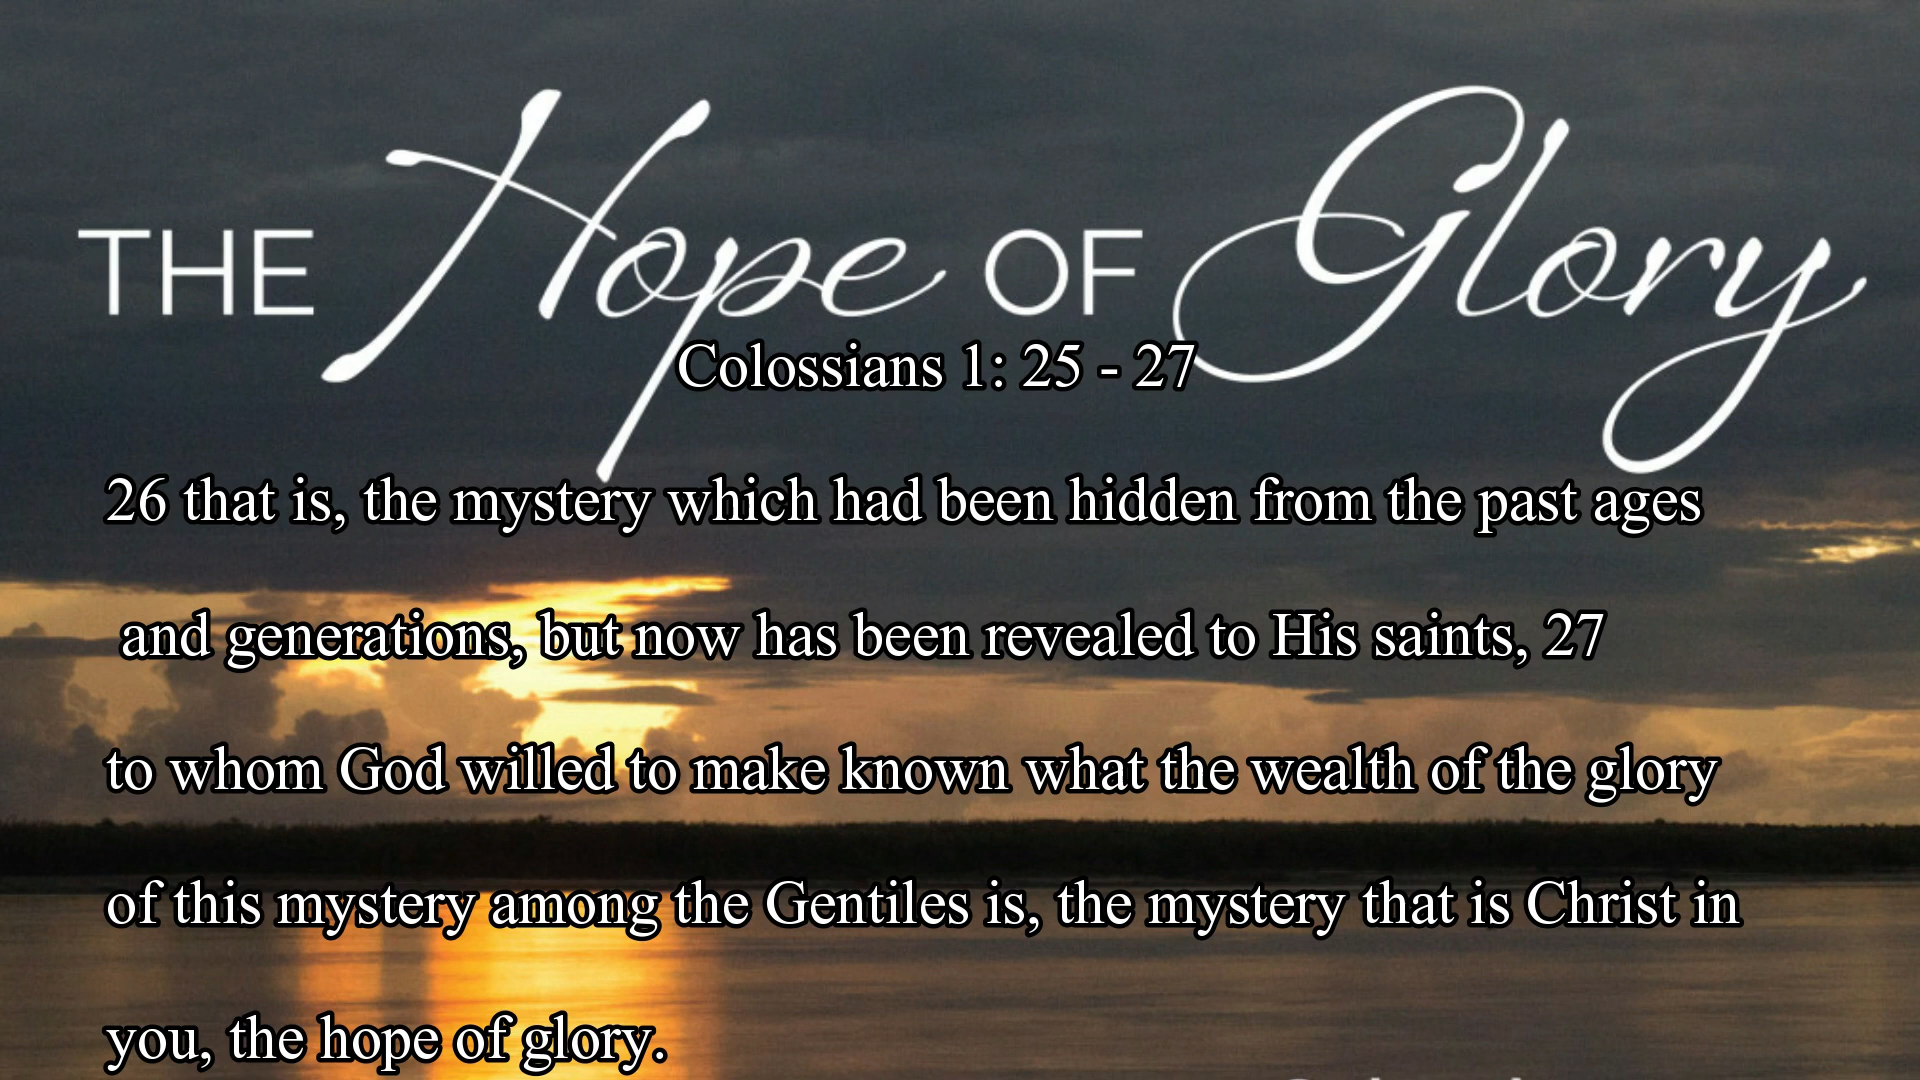 THE Hope OF Glory
Colossians 1: 25 - 27
26 that is, the mystery which had been hidden from the past ages
and generations, but now has been revealed to His saints, 27
to whom God willed to make known what the wealth of the glory
of this mystery among the Gentiles is, the mystery that is Christ in
you, the hope of glory.